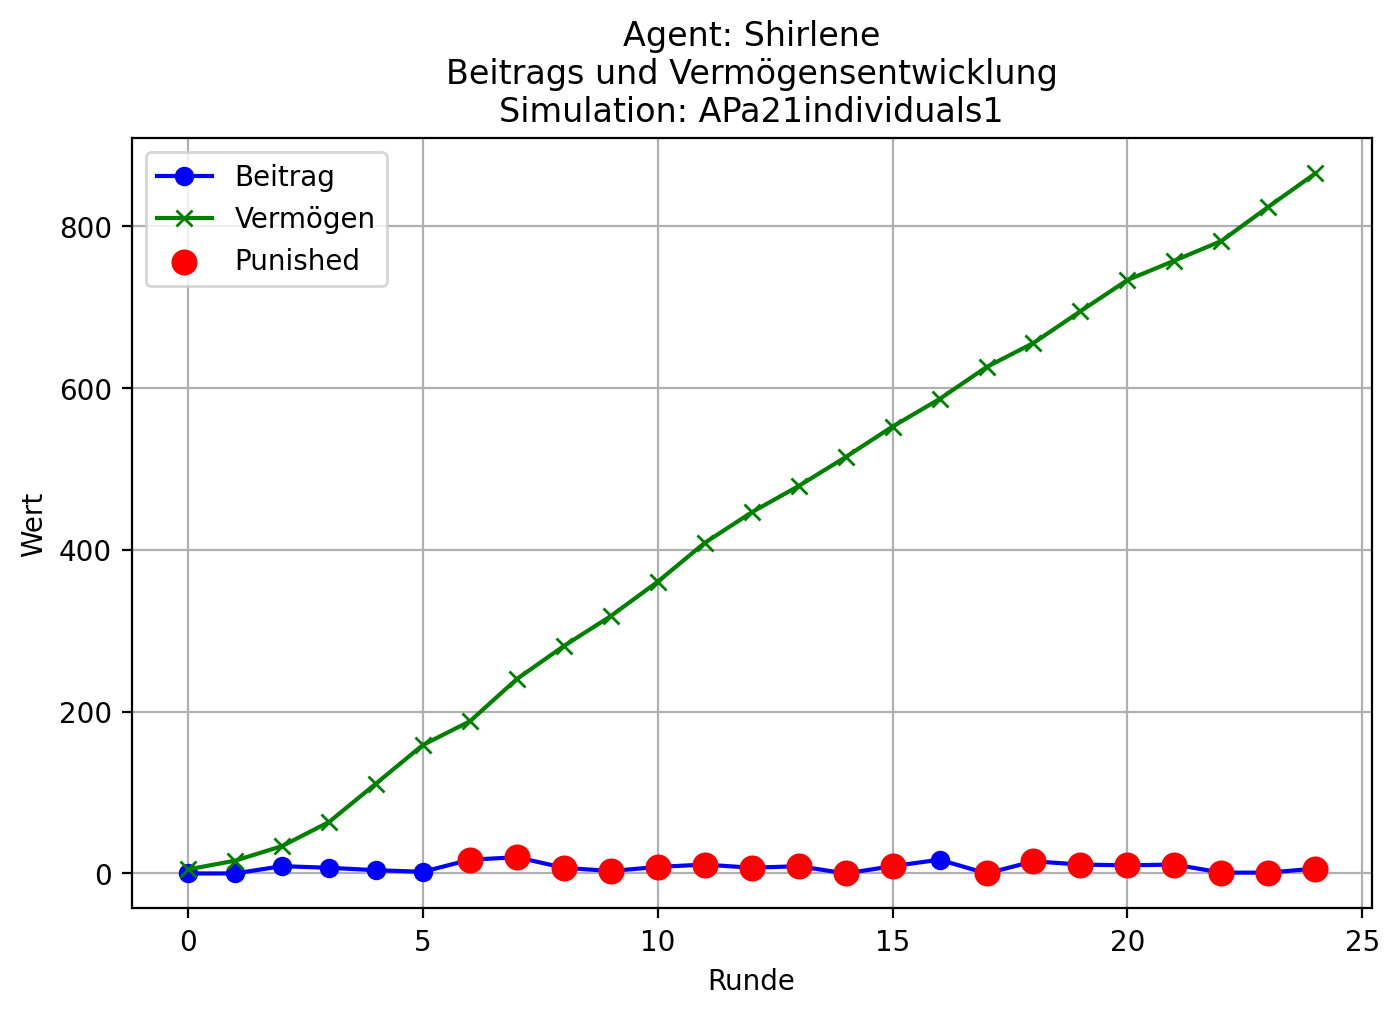 Agent: Shirlene
Beitrags und Vermögensentwicklung
Simulation: APa21individuals1
Beitrag
Vermögen
Punished
800
600
400
200
0
Wert
0 5 10 15 20 25
Runde